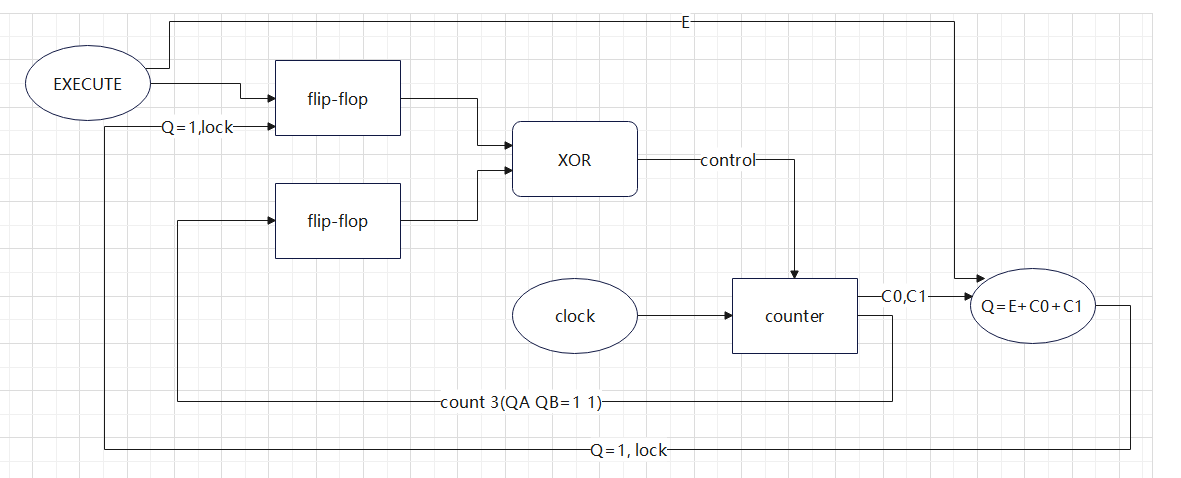 E
EXECUTE
flip-flop
Q=1,lock
XOR
control
flip-flop
clock
counter
C0,C1
Q=E+C0+C1
count 3(QA QB=1 1)
Q=1, lock